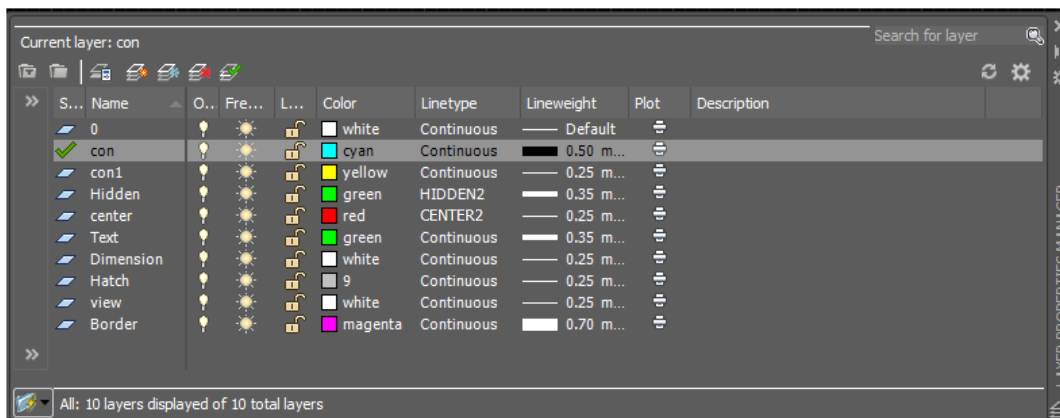 Current layer: con
Search for layer
S... Name O... Fre... L... Color Linetype Lineweight Plot Description
0 white Continuous Default
con cyan Continuous 0.50 m...
con1 yellow Continuous 0.25 m...
Hidden green HIDDEN2 0.35 m...
center red CENTER2 0.25 m...
Text green Continuous 0.35 m...
Dimension white Continuous 0.25 m...
Hatch 9 Continuous 0.25 m...
view white Continuous 0.25 m...
Border magenta Continuous 0.70 m...
All: 10 layers displayed of 10 total layers
LAYER PROPERTIES MANAGER